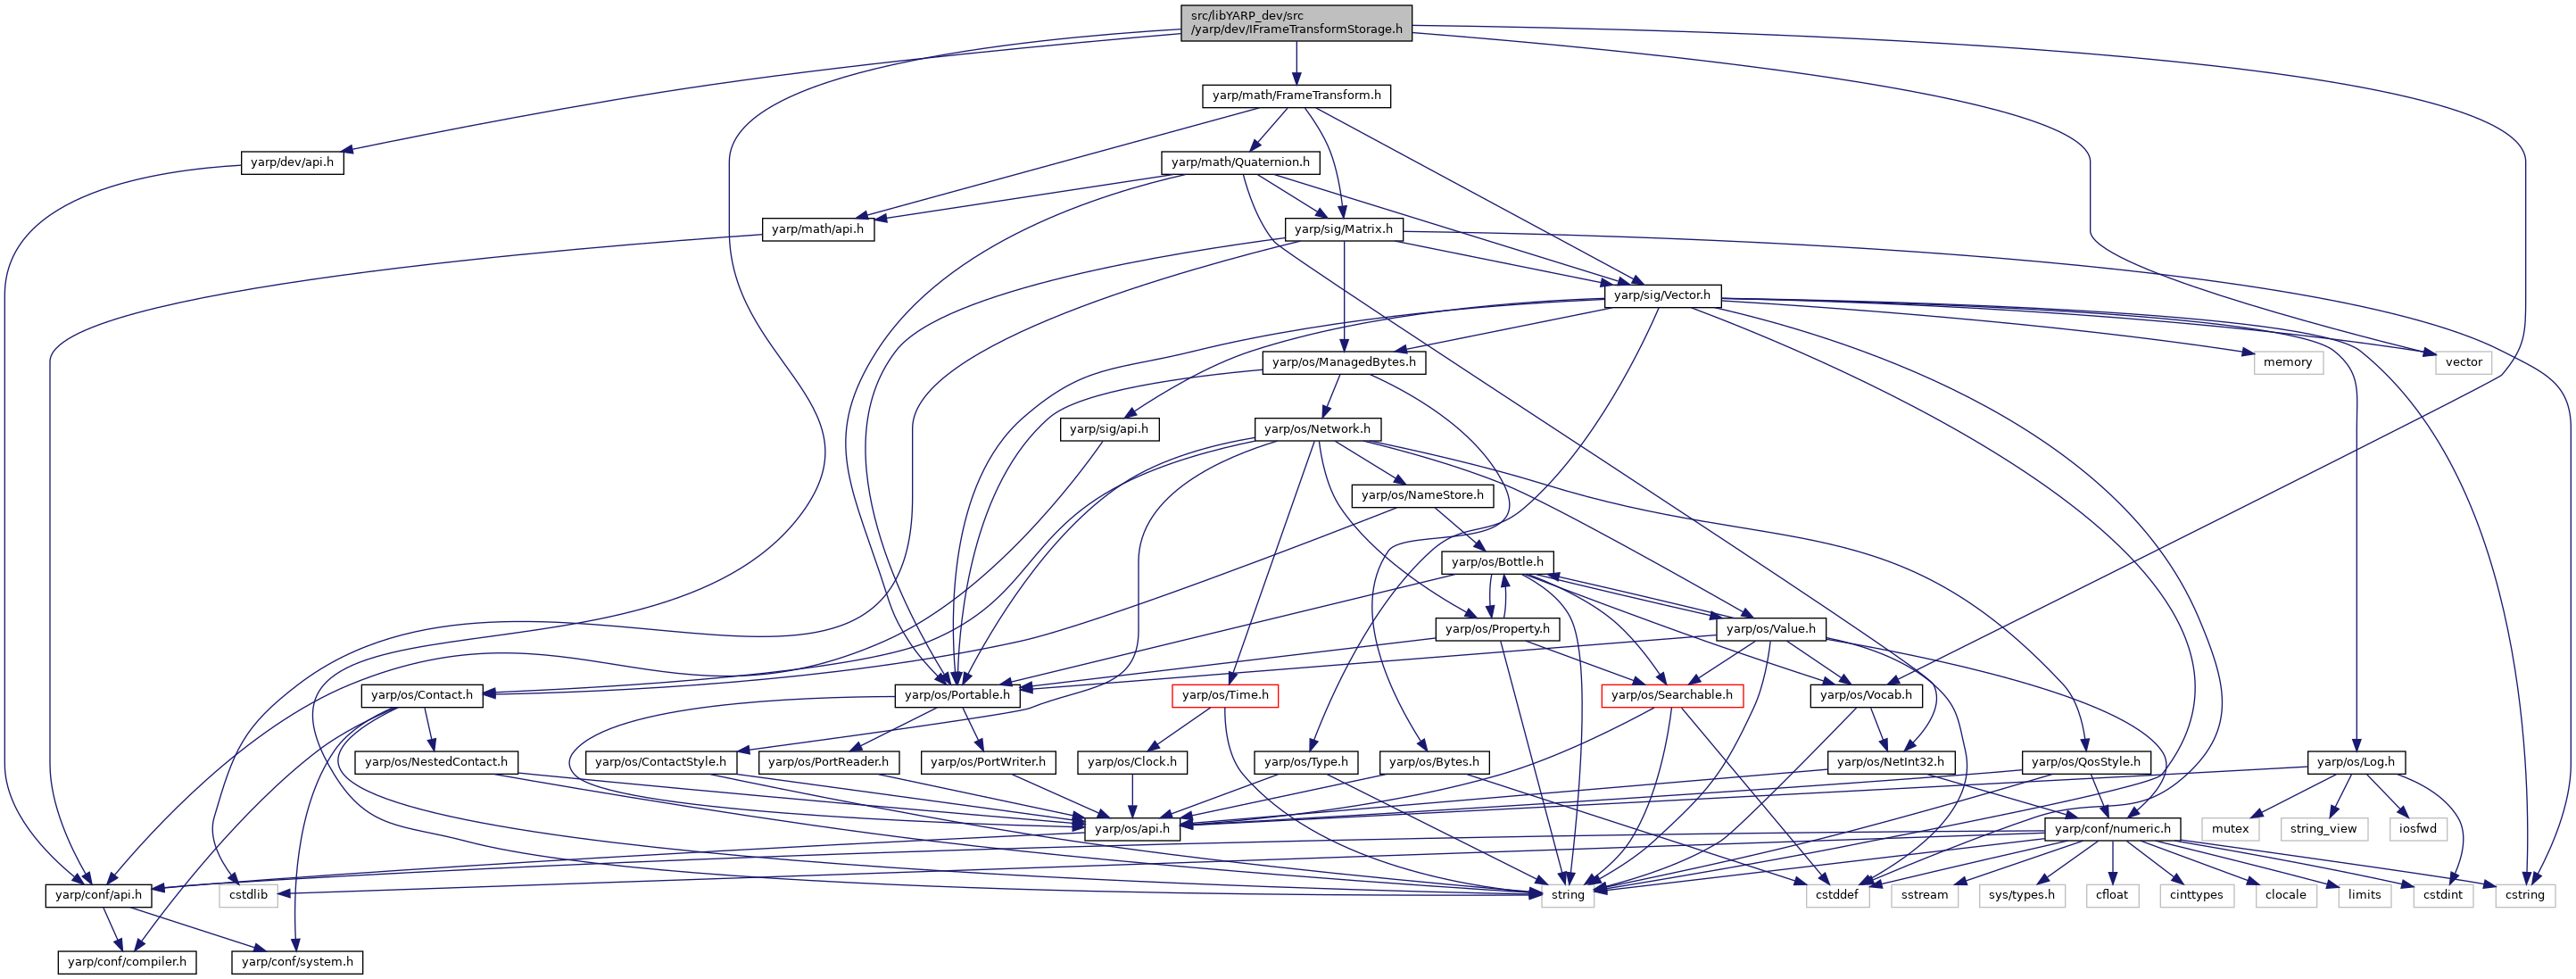 src/libYARP_dev/src
/yarp/dev/IFrameTransformStorage.h
yarp/math/FrameTransform.h
yarp/dev/api.h
yarp/math/Quaternion.h
yarp/math/api.h
yarp/sig/Matrix.h
yarp/sig/Vector.h
yarp/os/ManagedBytes.h
memory
vector
yarp/sig/api.h
yarp/os/Network.h
yarp/os/NameStore.h
yarp/os/Bottle.h
yarp/os/Property.h
yarp/os/Value.h
yarp/os/Contact.h
yarp/os/Portable.h
yarp/os/Time.h
yarp/os/Searchable.h
yarp/os/Vocab.h
yarp/os/NestedContact.h
yarp/os/ContactStyle.h
yarp/os/PortReader.h
yarp/os/PortWriter.h
yarp/os/Clock.h
yarp/os/Type.h
yarp/os/Bytes.h
yarp/os/NetInt32.h
yarp/os/QosStyle.h
yarp/os/Log.h
yarp/os/api.h
yarp/conf/numeric.h
mutex
string_view
iosfwd
yarp/conf/api.h
cstdlib
string
cstddef
sstream
sys/types.h
cfloat
cinttypes
clocale
limits
cstdint
cstring
yarp/conf/compiler.h
yarp/conf/system.h